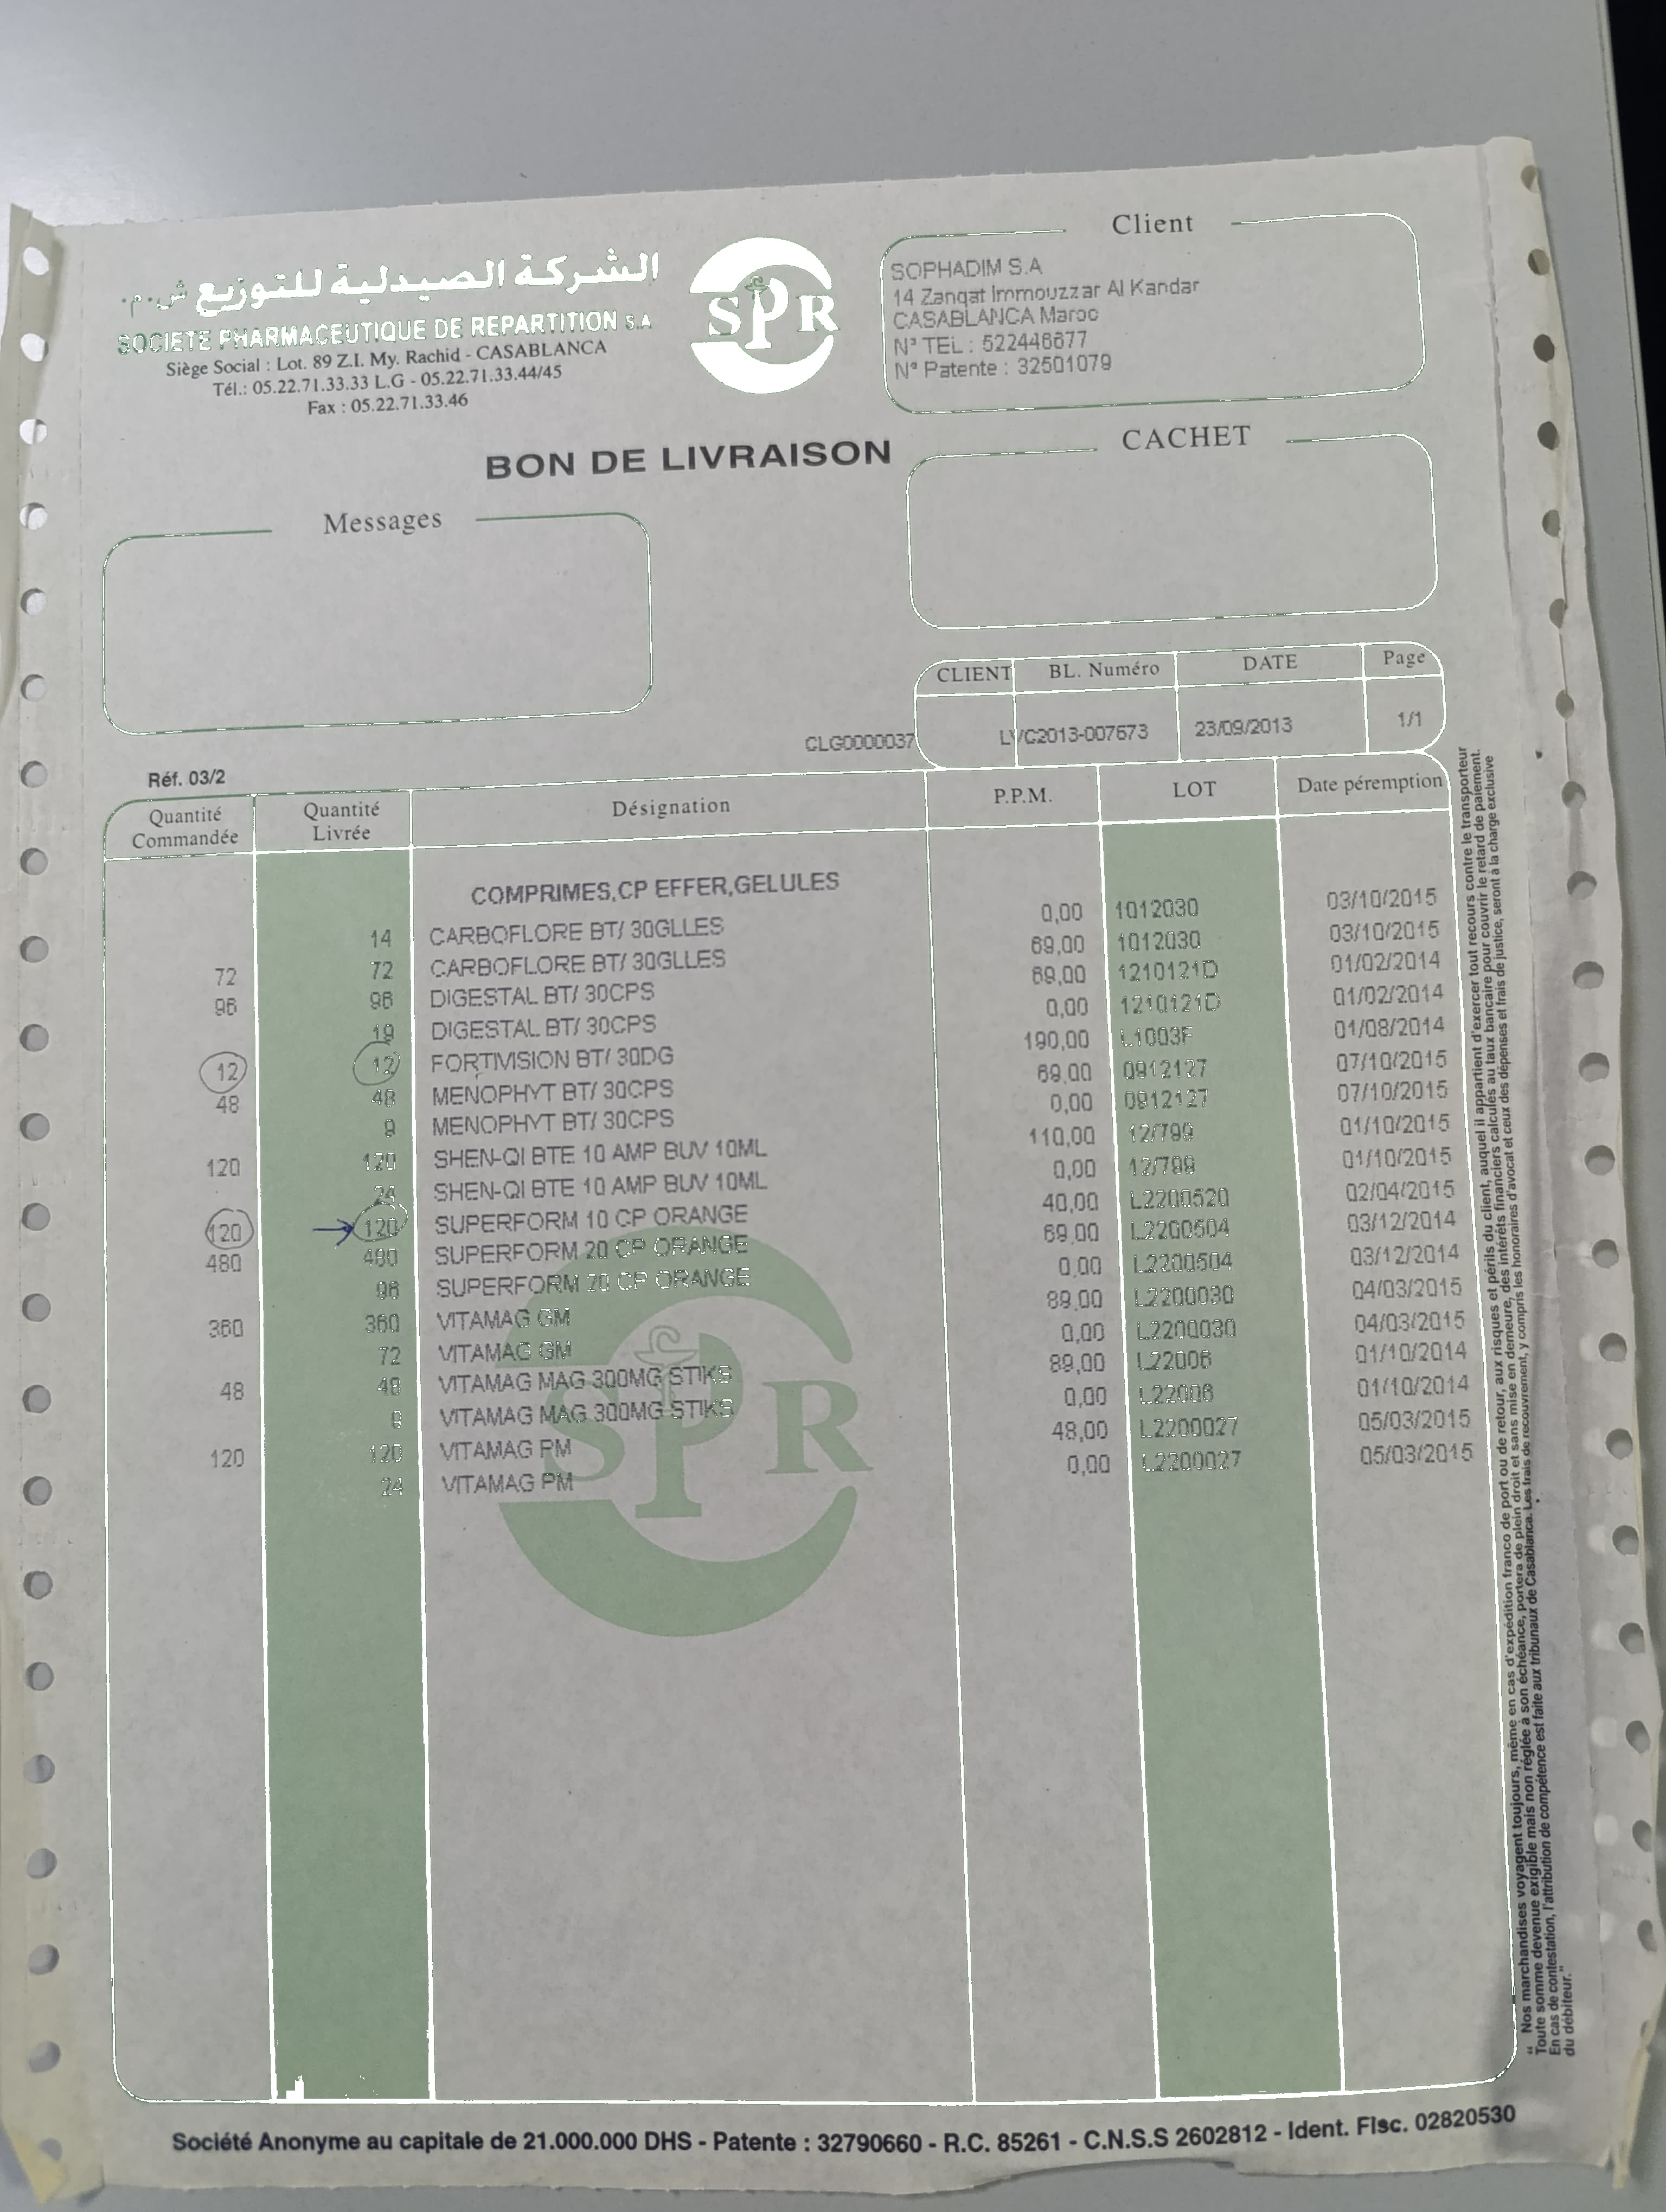 الشركة الصيدلية للتوزيع ش.م.
SOCIETE PHARMACEUTIQUE DE REPARTITION S.A
Siège Social : Lot. 89 Z.I. My. Rachid - CASABLANCA
Tél.: 05.22.71.33.33 L.G - 05.22.71.33.44/45
Fax : 05.22.71.33.46
SPR
Client
SOPHADIM S.A
14 Zanqat Immouzzar Al Kandar
CASABLANCA Maroc
N° TEL : 522448677
N° Patente : 32501079
BON DE LIVRAISON
CACHET
Messages
CLIENT BL. Numéro DATE Page
CLG0000037 LVC2013-007673 23/09/2013 1/1
Réf. 03/2
Quantité Commandée Quantité Livrée Désignation P.P.M. LOT Date péremption
COMPRIMES,CP EFFER,GELULES
14 CARBOFLORE BT/ 30GLLES 0,00 1012030 03/10/2015
72 72 CARBOFLORE BT/ 30GLLES 69,00 1012030 03/10/2015
96 96 DIGESTAL BT/ 30CPS 69,00 1210121D 01/02/2014
19 DIGESTAL BT/ 30CPS 0,00 1210121D 01/02/2014
12 12 FORTIVISION BT/ 30DG 190,00 L1003F 01/08/2014
48 48 MENOPHYT BT/ 30CPS 69,00 0912127 07/10/2015
9 MENOPHYT BT/ 30CPS 0,00 0912127 07/10/2015
120 120 SHEN-QI BTE 10 AMP BUV 10ML 110,00 12/799 01/10/2015
24 SHEN-QI BTE 10 AMP BUV 10ML 0,00 12/799 01/10/2015
120 120 SUPERFORM 10 CP ORANGE 40,00 L2200520 02/04/2015
480 480 SUPERFORM 20 CP ORANGE 69,00 L2200504 03/12/2014
96 SUPERFORM 20 CP ORANGE 0,00 L2200504 03/12/2014
360 360 VITAMAG GM 89,00 L2200030 04/03/2015
72 VITAMAG GM 0,00 L2200030 04/03/2015
48 48 VITAMAG MAG 300MG STIKS 89,00 L22006 01/10/2014
9 VITAMAG MAG 300MG STIKS 0,00 L22006 01/10/2014
120 120 VITAMAG PM 48,00 L2200027 05/03/2015
24 VITAMAG PM 0,00 L2200027 05/03/2015
SPR
"Nos marchandises voyagent toujours, même en cas d'expédition franco de port ou de retour, aux risques et périls du client, auquel il appartient d'exercer tout recours contre le transporteur
Toute somme devenue exigible mais non réglée à son échéance, portera de plein droit et sans mise en demeure, des intérêts financiers calculés au taux bancaire pour couvrir le retard de paiement.
En cas de contestation, l'attribution de compétence est faite aux tribunaux de Casablanca. Les frais de recouvrement, y compris les honoraires d'avocat et ceux des dépenses et frais de justice, seront à la charge exclusive
du débiteur."
Société Anonyme au capitale de 21.000.000 DHS - Patente : 32790660 - R.C. 85261 - C.N.S.S 2602812 - Ident. Fisc. 02820530